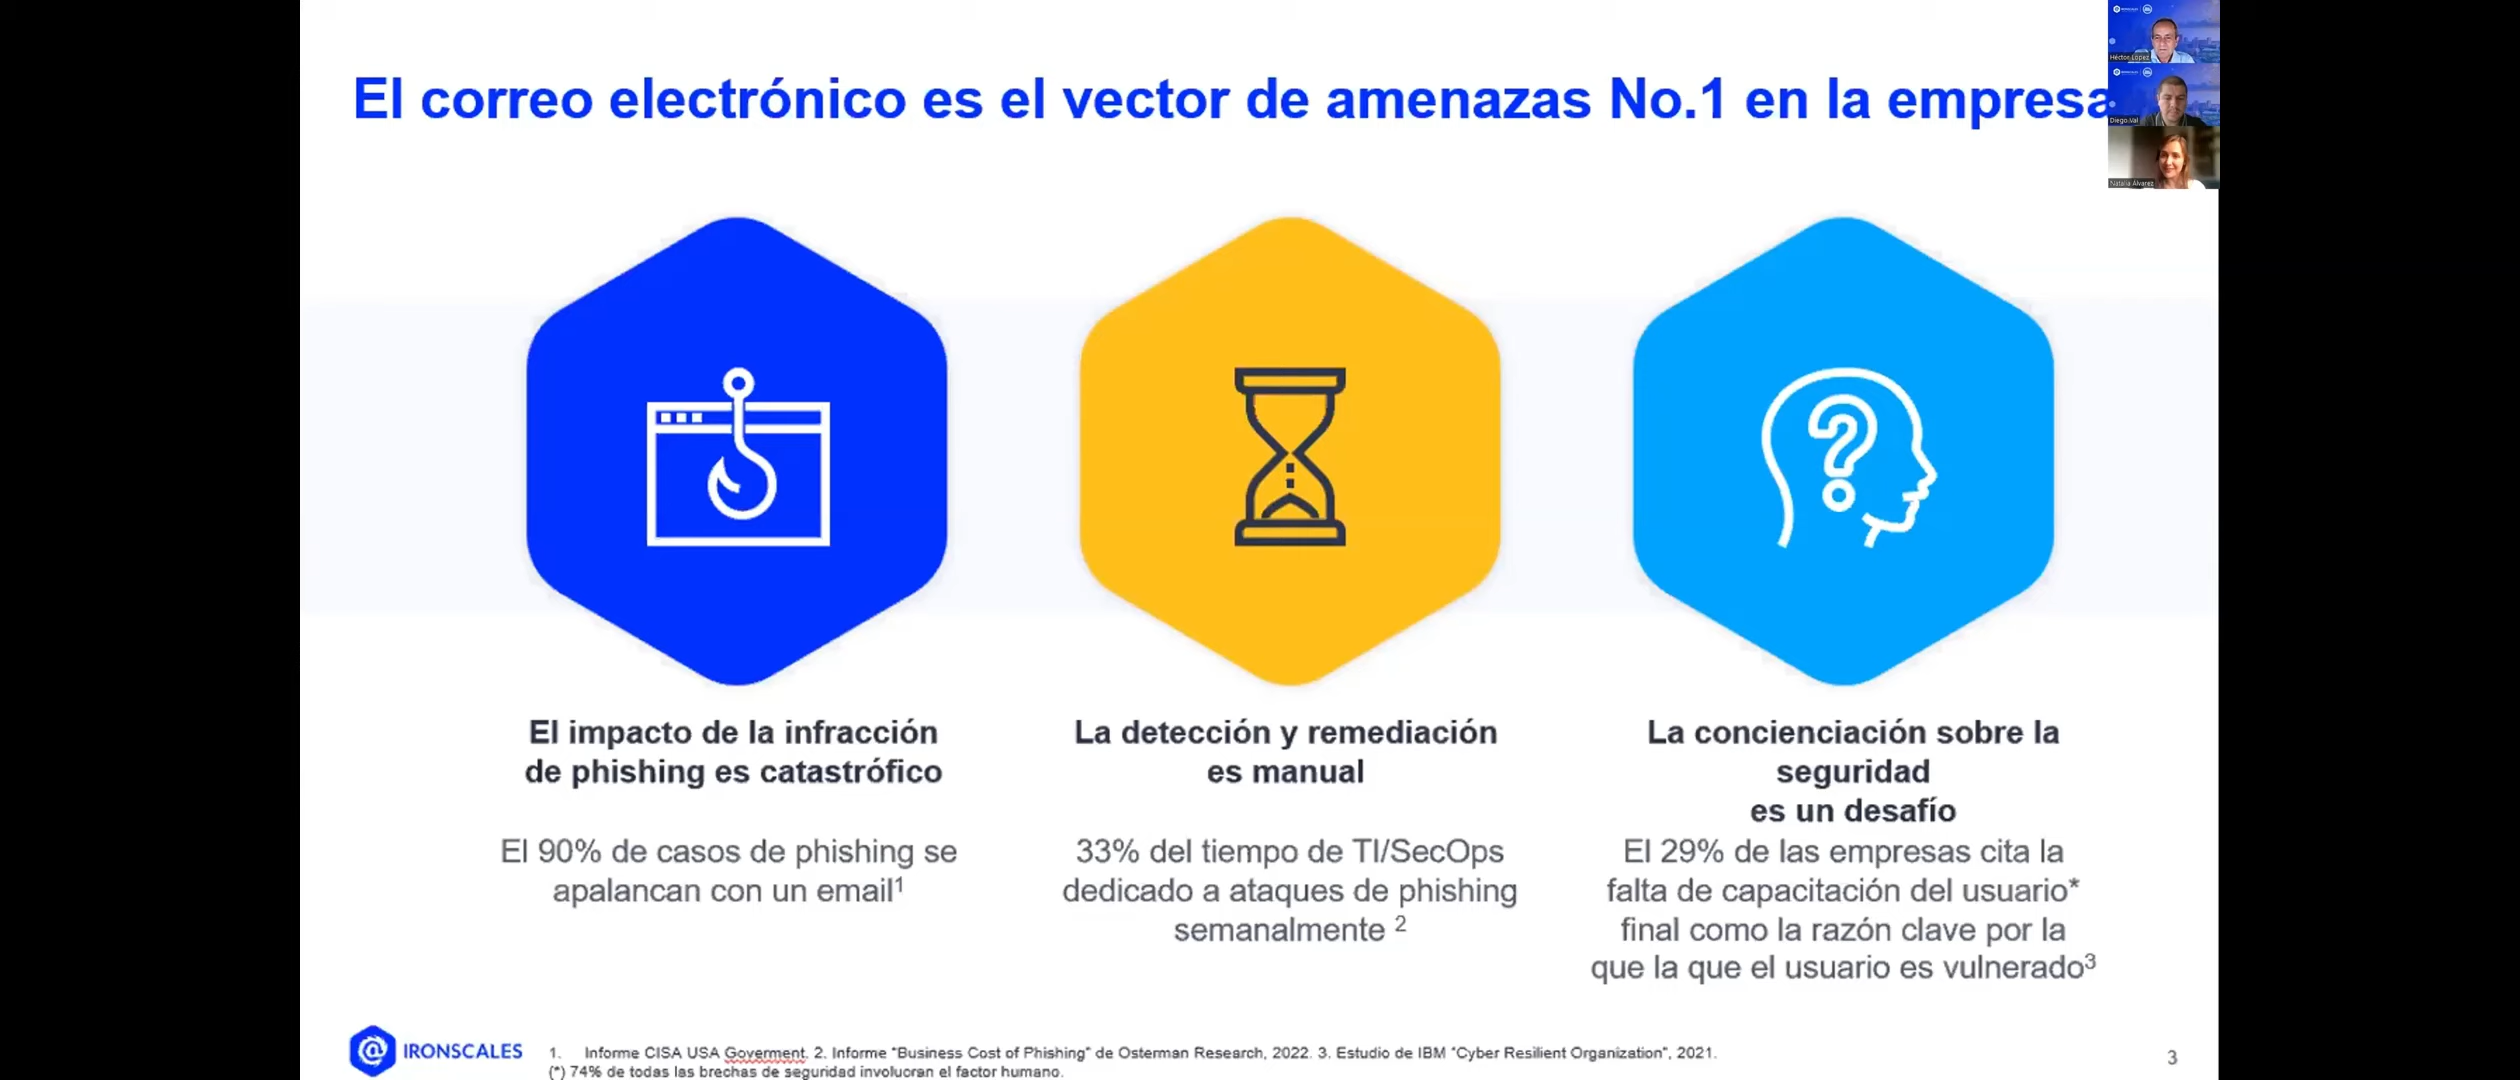 El correo electrónico es el vector de amenazas No.1 en la empresa
Héctor López
Diego Val
Natalia Álvarez
El impacto de la infracción
de phishing es catastrófico
El 90% de casos de phishing se
apalancan con un email¹
La detección y remediación
es manual
33% del tiempo de TI/SecOps
dedicado a ataques de phishing
semanalmente ²
La concienciación sobre la
seguridad
es un desafío
El 29% de las empresas cita la
falta de capacitación del usuario*
final como la razón clave por la
que la que el usuario es vulnerado³
IRONSCALES
1. Informe CISA USA Goverment. 2. Informe "Business Cost of Phishing" de Osterman Research, 2022. 3. Estudio de IBM "Cyber Resilient Organization", 2021.
(*) 74% de todas las brechas de seguridad involucran el factor humano.
3